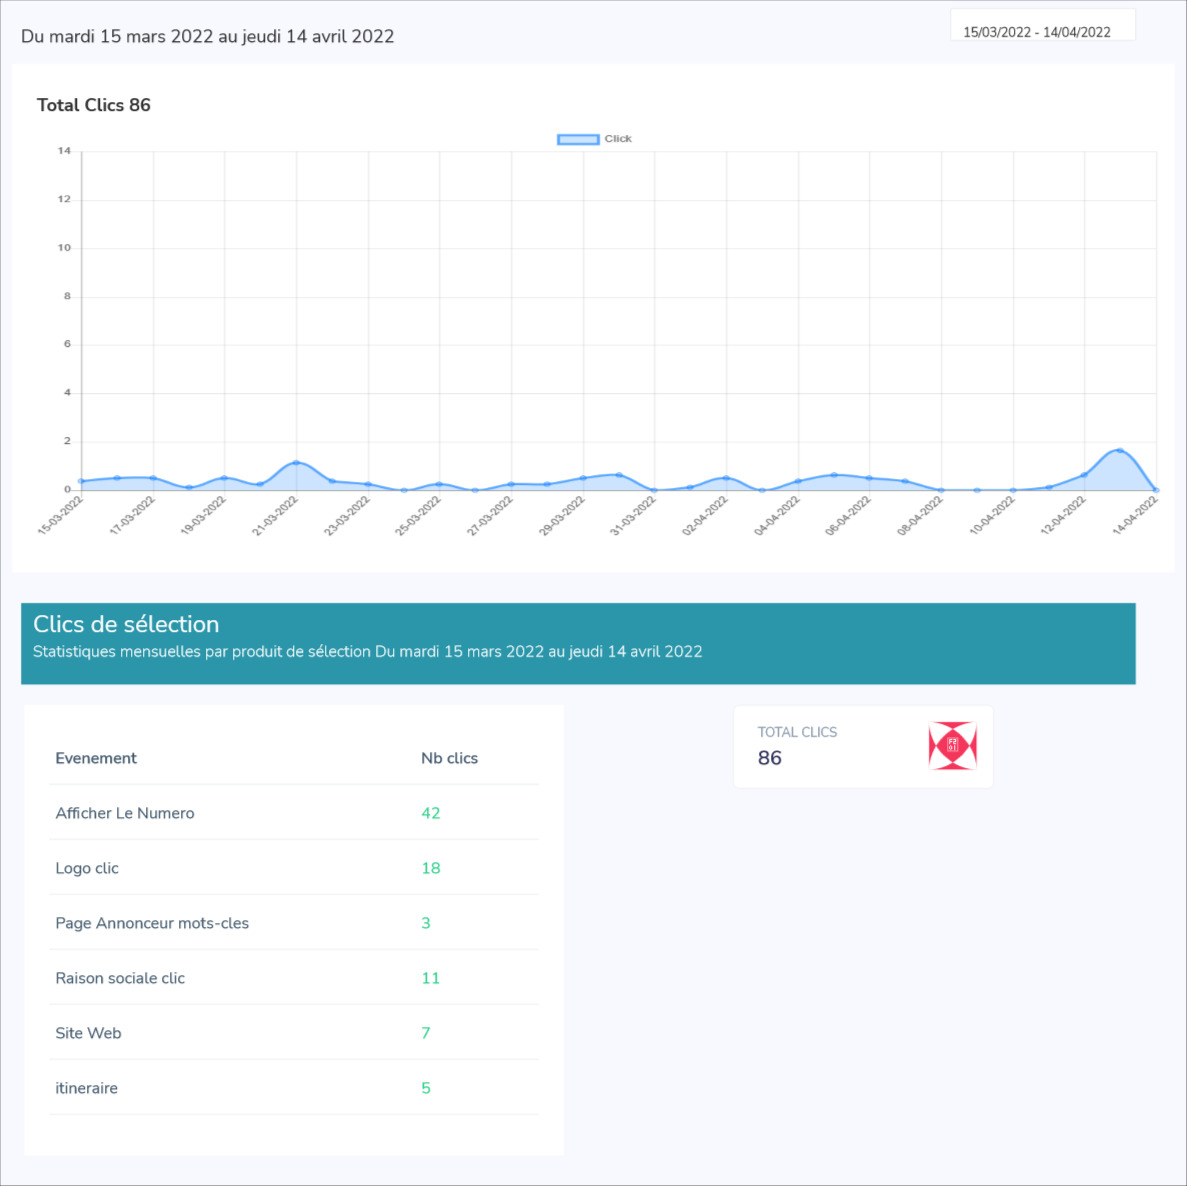 Du mardi 15 mars 2022 au jeudi 14 avril 2022
15/03/2022 - 14/04/2022
Total Clics 86
Click
14
12
10
8
6
4
2
0
15-03-2022
17-03-2022
19-03-2022
21-03-2022
23-03-2022
25-03-2022
27-03-2022
29-03-2022
31-03-2022
02-04-2022
04-04-2022
06-04-2022
08-04-2022
10-04-2022
12-04-2022
14-04-2022
Clics de sélection
Statistiques mensuelles par produit de sélection Du mardi 15 mars 2022 au jeudi 14 avril 2022
Evenement Nb clics
Afficher Le Numero 42
Logo clic 18
Page Annonceur mots-cles 3
Raison sociale clic 11
Site Web 7
itineraire 5
TOTAL CLICS
86